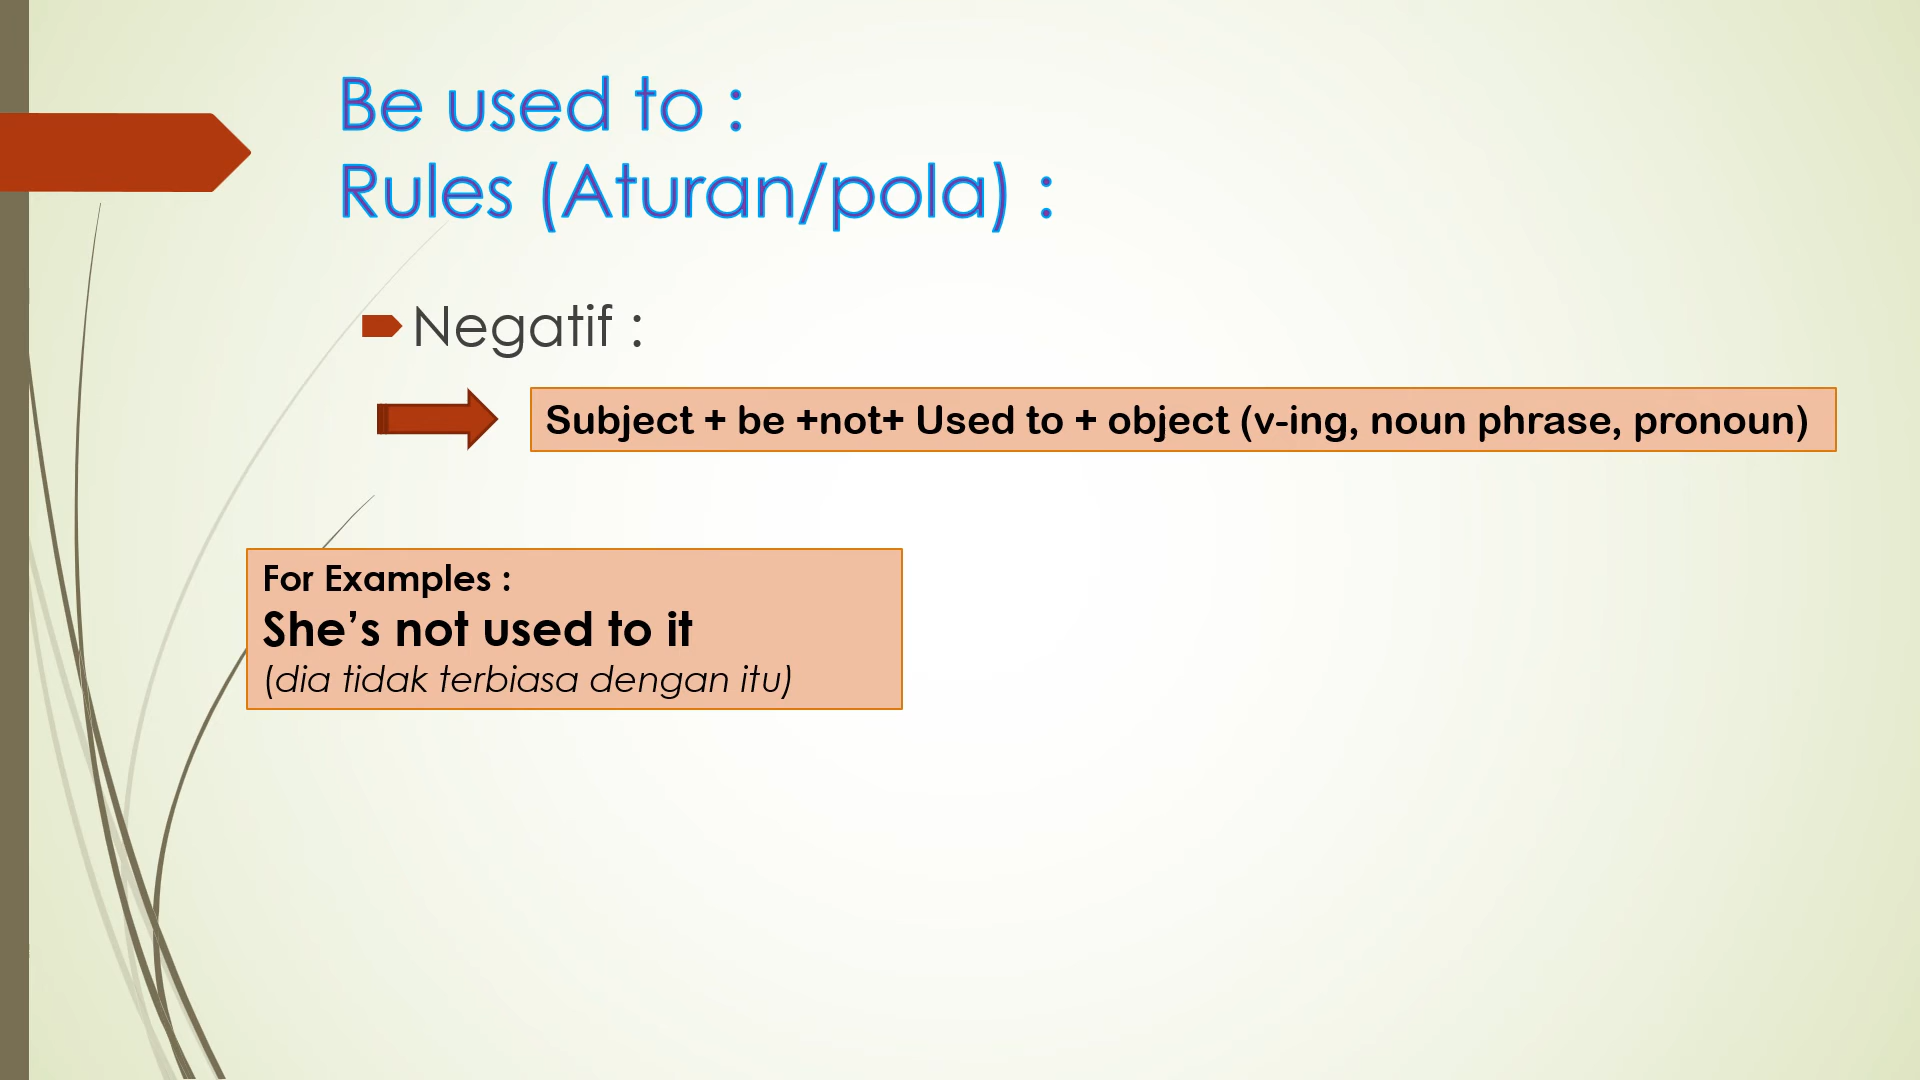 Be used to :
Rules (Aturan/pola) :
Negatif :
Subject + be +not+ Used to + object (v-ing, noun phrase, pronoun)
For Examples :
She’s not used to it
(dia tidak terbiasa dengan itu)